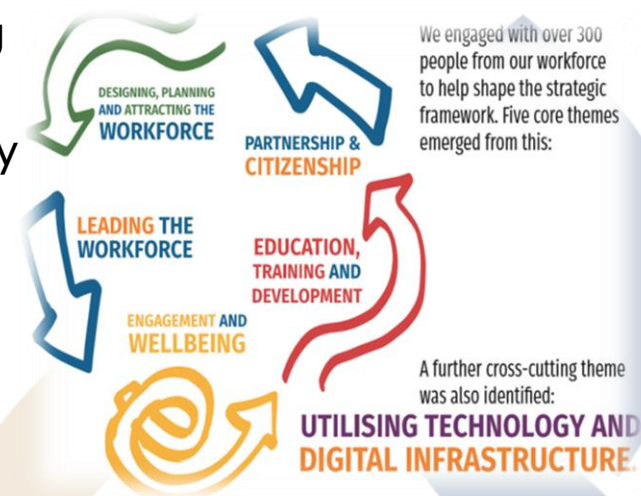 We engaged with over 300
people from our workforce
to help shape the strategic
framework. Five core themes
emerged from this:
DESIGNING, PLANNING
AND ATTRACTING THE
WORKFORCE
PARTNERSHIP &
CITIZENSHIP
LEADING THE
WORKFORCE
EDUCATION,
TRAINING AND
DEVELOPMENT
ENGAGEMENT AND
WELLBEING
A further cross-cutting theme
was also identified:
UTILISING TECHNOLOGY AND
DIGITAL INFRASTRUCTURE.